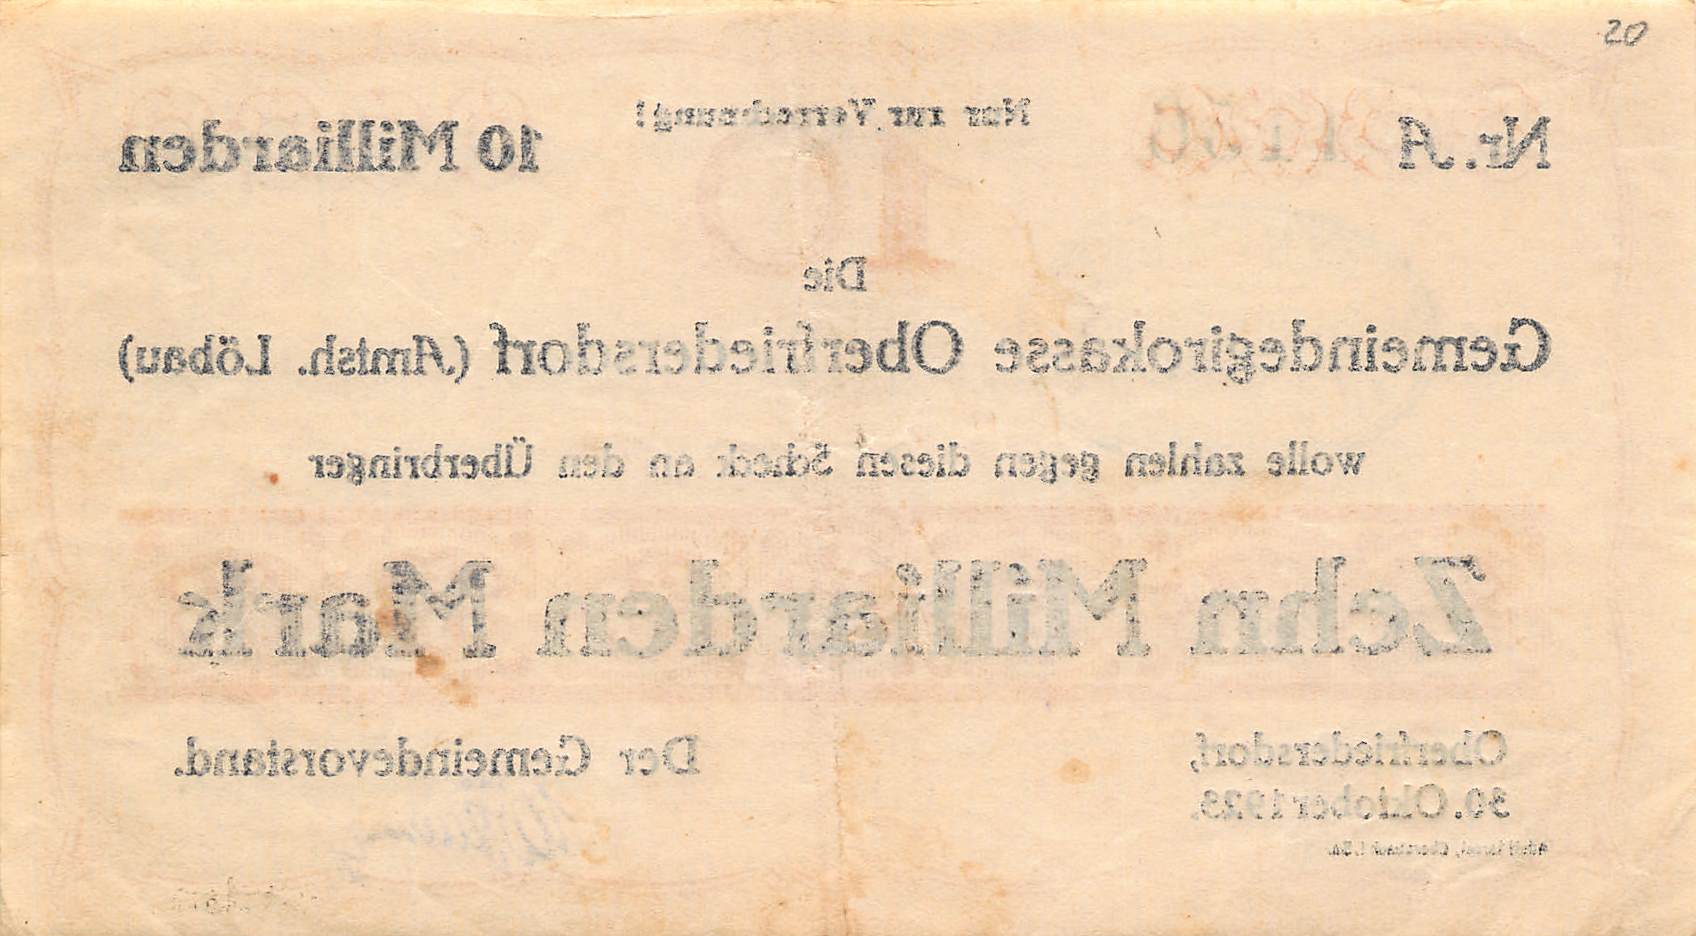 20
Nur zur Verrechnung!
Nr. A 10 Milliarden
Die
Gemeindegirokasse Oberfriedersdorf (Amtsh. Löbau)
wolle zahlen gegen diesen Scheck an den Überbringer
Zehn Milliarden Mark
Oberfriedersdorf, Der Gemeindevorstand.
30. Oktober 1923.